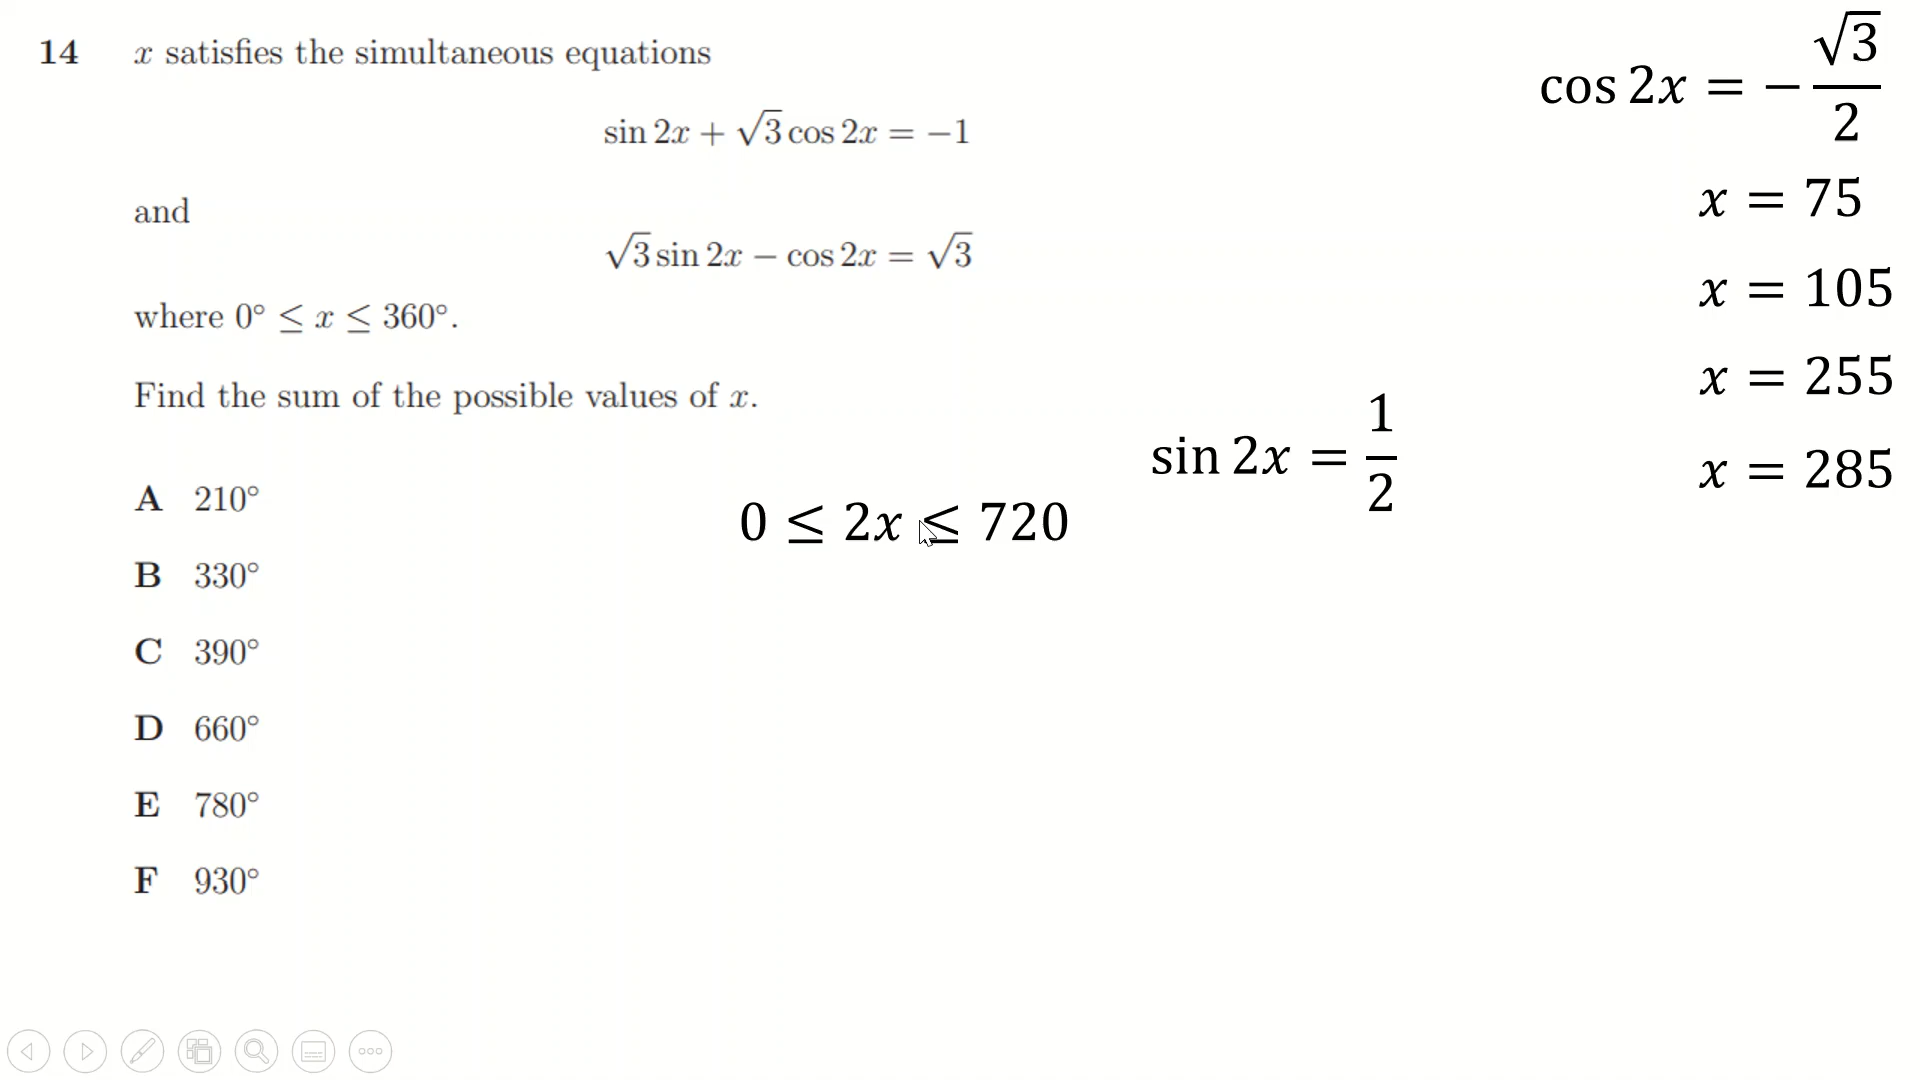 14 x satisfies the simultaneous equations
sin 2x + √3 cos 2x = −1
and
√3 sin 2x − cos 2x = √3
where 0° ≤ x ≤ 360°.
Find the sum of the possible values of x.
A 210°
B 330°
C 390°
D 660°
E 780°
F 930°
0 ≤ 2x ≤ 720
sin 2x = 1/2
cos 2x = −√3/2
x = 75
x = 105
x = 255
x = 285